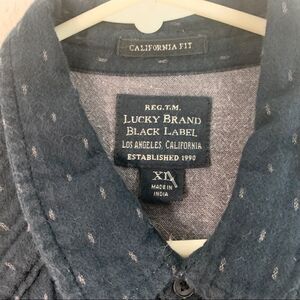 CALIFORNIA FIT
REG.T.M.
LUCKY BRAND
BLACK LABEL
LOS ANGELES, CALIFORNIA
ESTABLISHED 1990
XL
MADE IN
INDIA